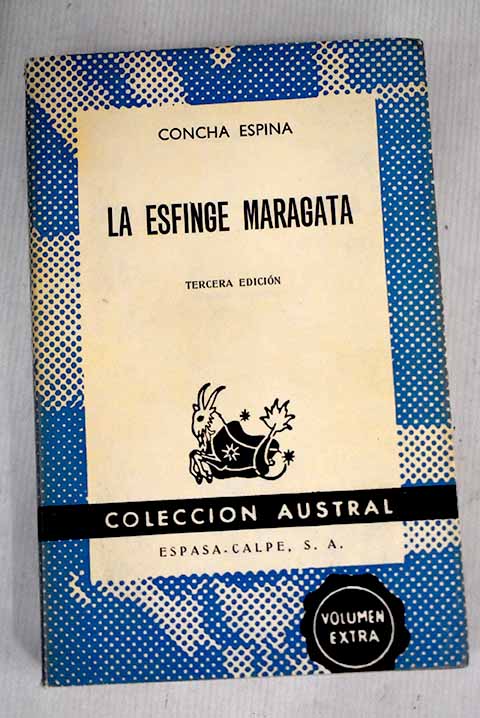 CONCHA ESPINA
LA ESFINGE MARAGATA
TERCERA EDICIÓN
COLECCION AUSTRAL
ESPASA-CALPE, S. A.
VOLUMEN
EXTRA